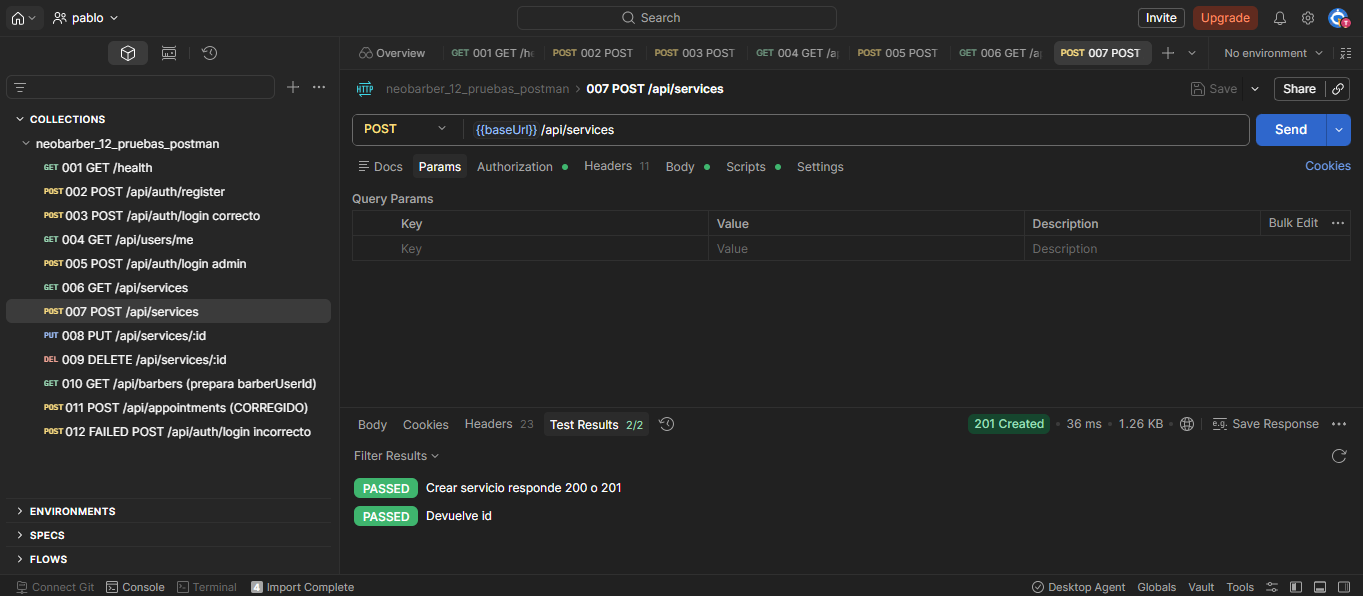 pablo
Search
Invite
Upgrade
COLLECTIONS
neobarber_12_pruebas_postman
GET 001 GET /health
POST 002 POST /api/auth/register
POST 003 POST /api/auth/login correcto
GET 004 GET /api/users/me
POST 005 POST /api/auth/login admin
GET 006 GET /api/services
POST 007 POST /api/services
PUT 008 PUT /api/services/:id
DEL 009 DELETE /api/services/:id
GET 010 GET /api/barbers (prepara barberUserId)
POST 011 POST /api/appointments (CORREGIDO)
POST 012 FAILED POST /api/auth/login incorrecto
ENVIRONMENTS
SPECS
FLOWS
Overview GET 001 GET /he POST 002 POST POST 003 POST GET 004 GET /a POST 005 POST GET 006 GET /a POST 007 POST No environment
HTTP neobarber_12_pruebas_postman > 007 POST /api/services Save Share
POST {{baseUrl}} /api/services Send
Docs Params Authorization Headers 11 Body Scripts Settings Cookies
Query Params
Key Value Description Bulk Edit
Key Value Description
Body Cookies Headers 23 Test Results 2/2 201 Created 36 ms 1.26 KB e.g. Save Response
Filter Results
PASSED Crear servicio responde 200 o 201
PASSED Devuelve id
Connect Git Console Terminal 4 Import Complete Desktop Agent Globals Vault Tools